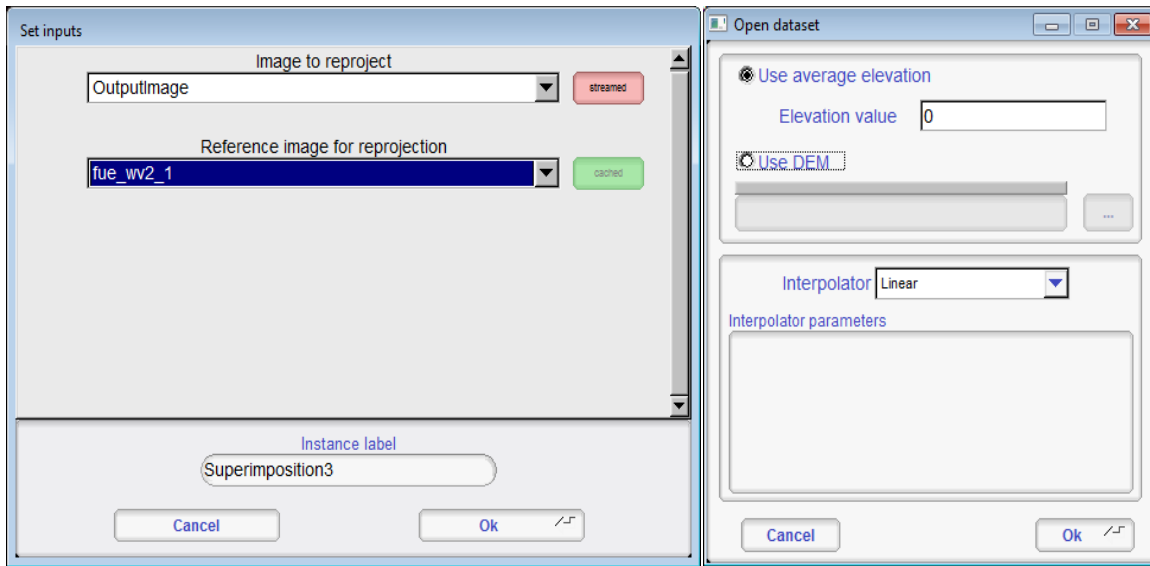 Set inputs
Image to reproject
OutputImage
streamed
Reference image for reprojection
fue_wv2_1
cached
Instance label
Superimposition3
Cancel
Ok
Open dataset
Use average elevation
Elevation value 0
Use DEM
...
Interpolator Linear
Interpolator parameters
Cancel
Ok